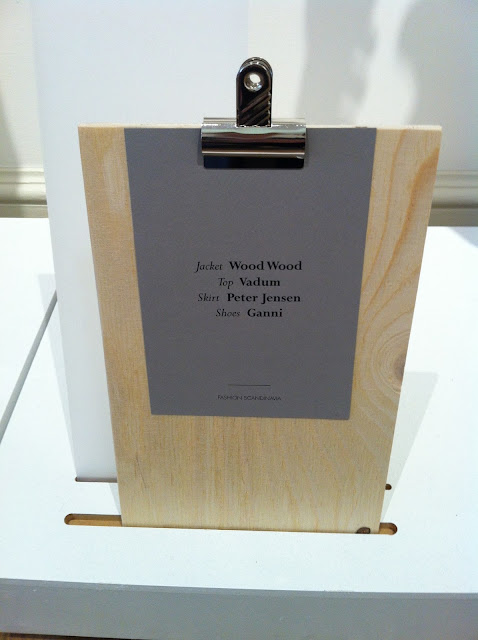 Jacket Wood Wood
Top Vadum
Skirt Peter Jensen
Shoes Ganni
FASHION SCANDINAVIA